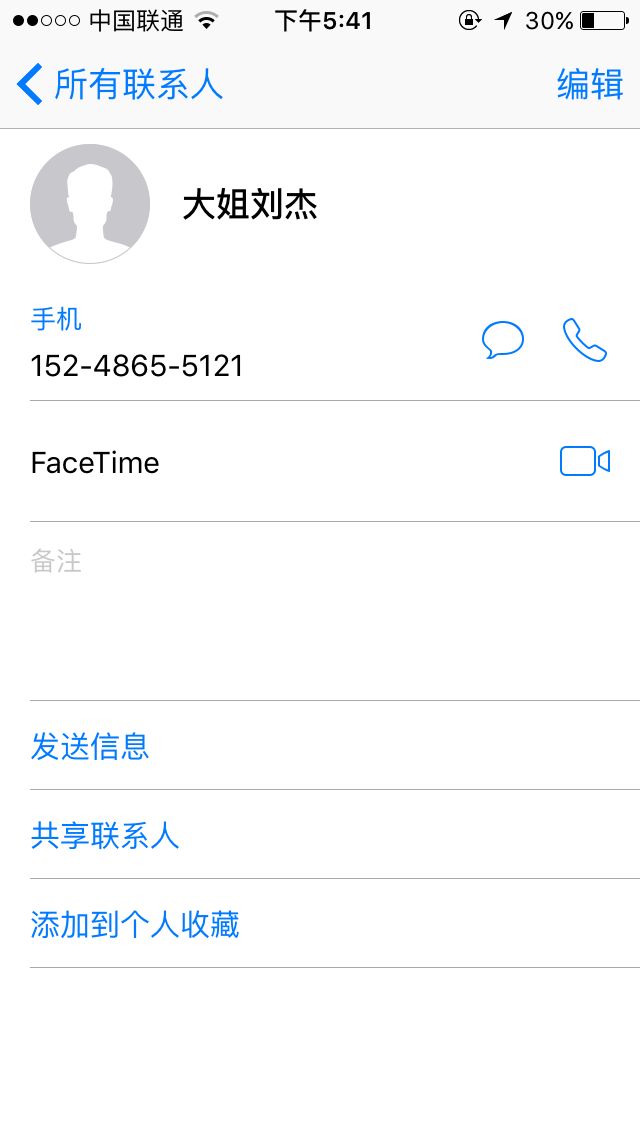 中国联通 下午5:41 30%
所有联系人 编辑
大姐刘杰
手机
152-4865-5121
FaceTime
备注
发送信息
共享联系人
添加到个人收藏